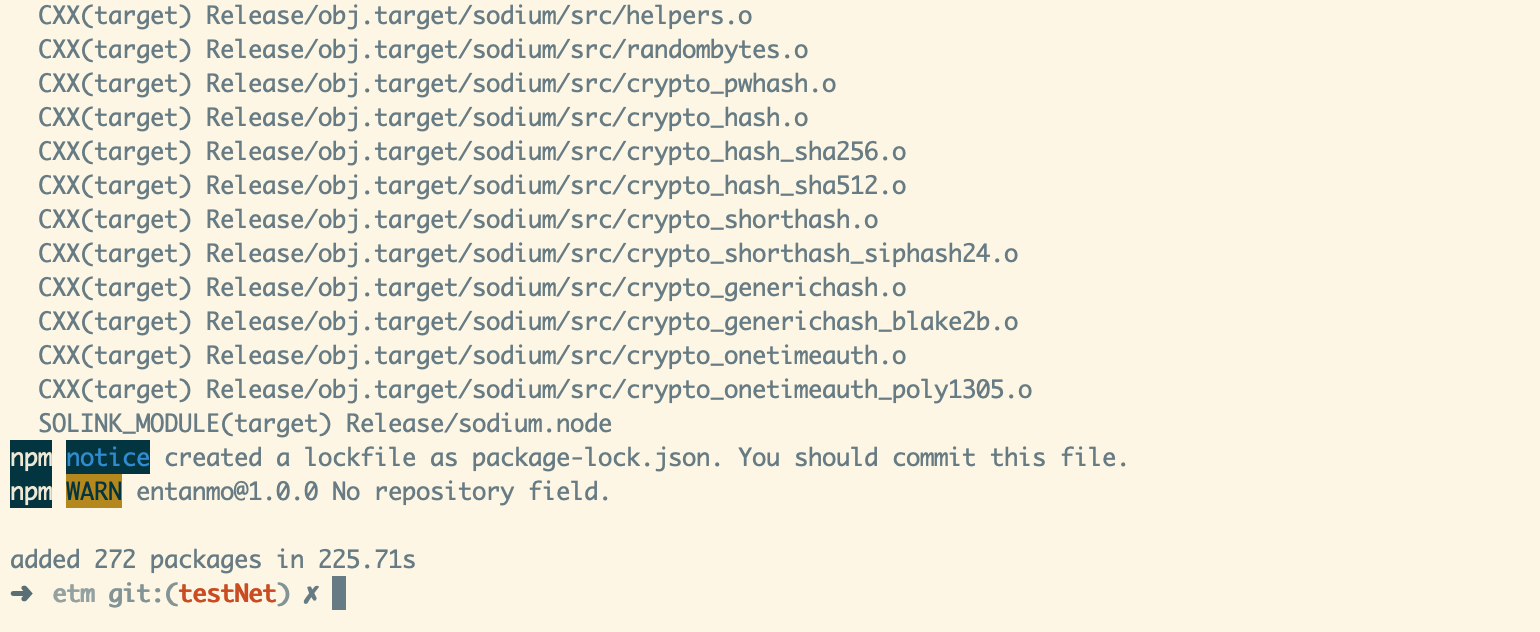 CXX(target) Release/obj.target/sodium/src/helpers.o
CXX(target) Release/obj.target/sodium/src/randombytes.o
CXX(target) Release/obj.target/sodium/src/crypto_pwhash.o
CXX(target) Release/obj.target/sodium/src/crypto_hash.o
CXX(target) Release/obj.target/sodium/src/crypto_hash_sha256.o
CXX(target) Release/obj.target/sodium/src/crypto_hash_sha512.o
CXX(target) Release/obj.target/sodium/src/crypto_shorthash.o
CXX(target) Release/obj.target/sodium/src/crypto_shorthash_siphash24.o
CXX(target) Release/obj.target/sodium/src/crypto_generichash.o
CXX(target) Release/obj.target/sodium/src/crypto_generichash_blake2b.o
CXX(target) Release/obj.target/sodium/src/crypto_onetimeauth.o
CXX(target) Release/obj.target/sodium/src/crypto_onetimeauth_poly1305.o
SOLINK_MODULE(target) Release/sodium.node
npm notice created a lockfile as package-lock.json. You should commit this file.
npm WARN entanmo@1.0.0 No repository field.
added 272 packages in 225.71s
➜ etm git:(testNet) ✗